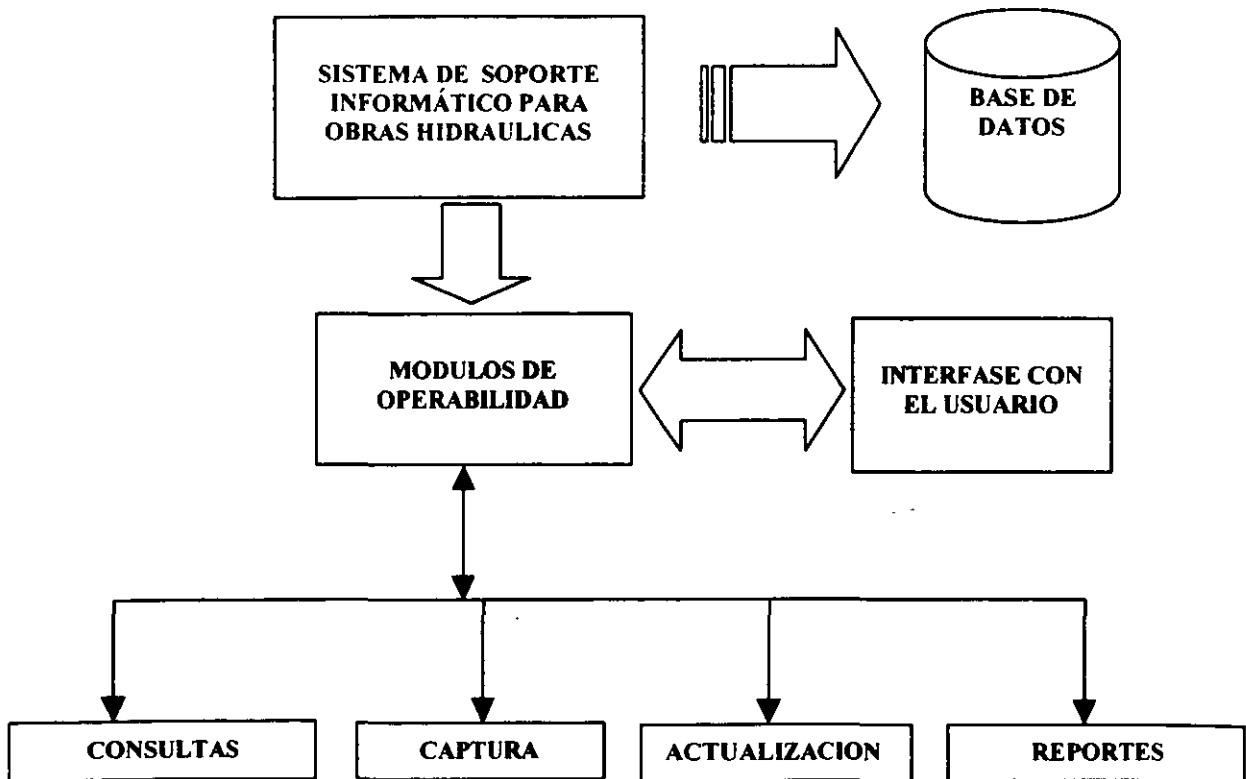 SISTEMA DE SOPORTE
INFORMÁTICO PARA
OBRAS HIDRAULICAS
BASE DE
DATOS
MODULOS DE
OPERABILIDAD
INTERFASE CON
EL USUARIO
CONSULTAS
CAPTURA
ACTUALIZACION
REPORTES